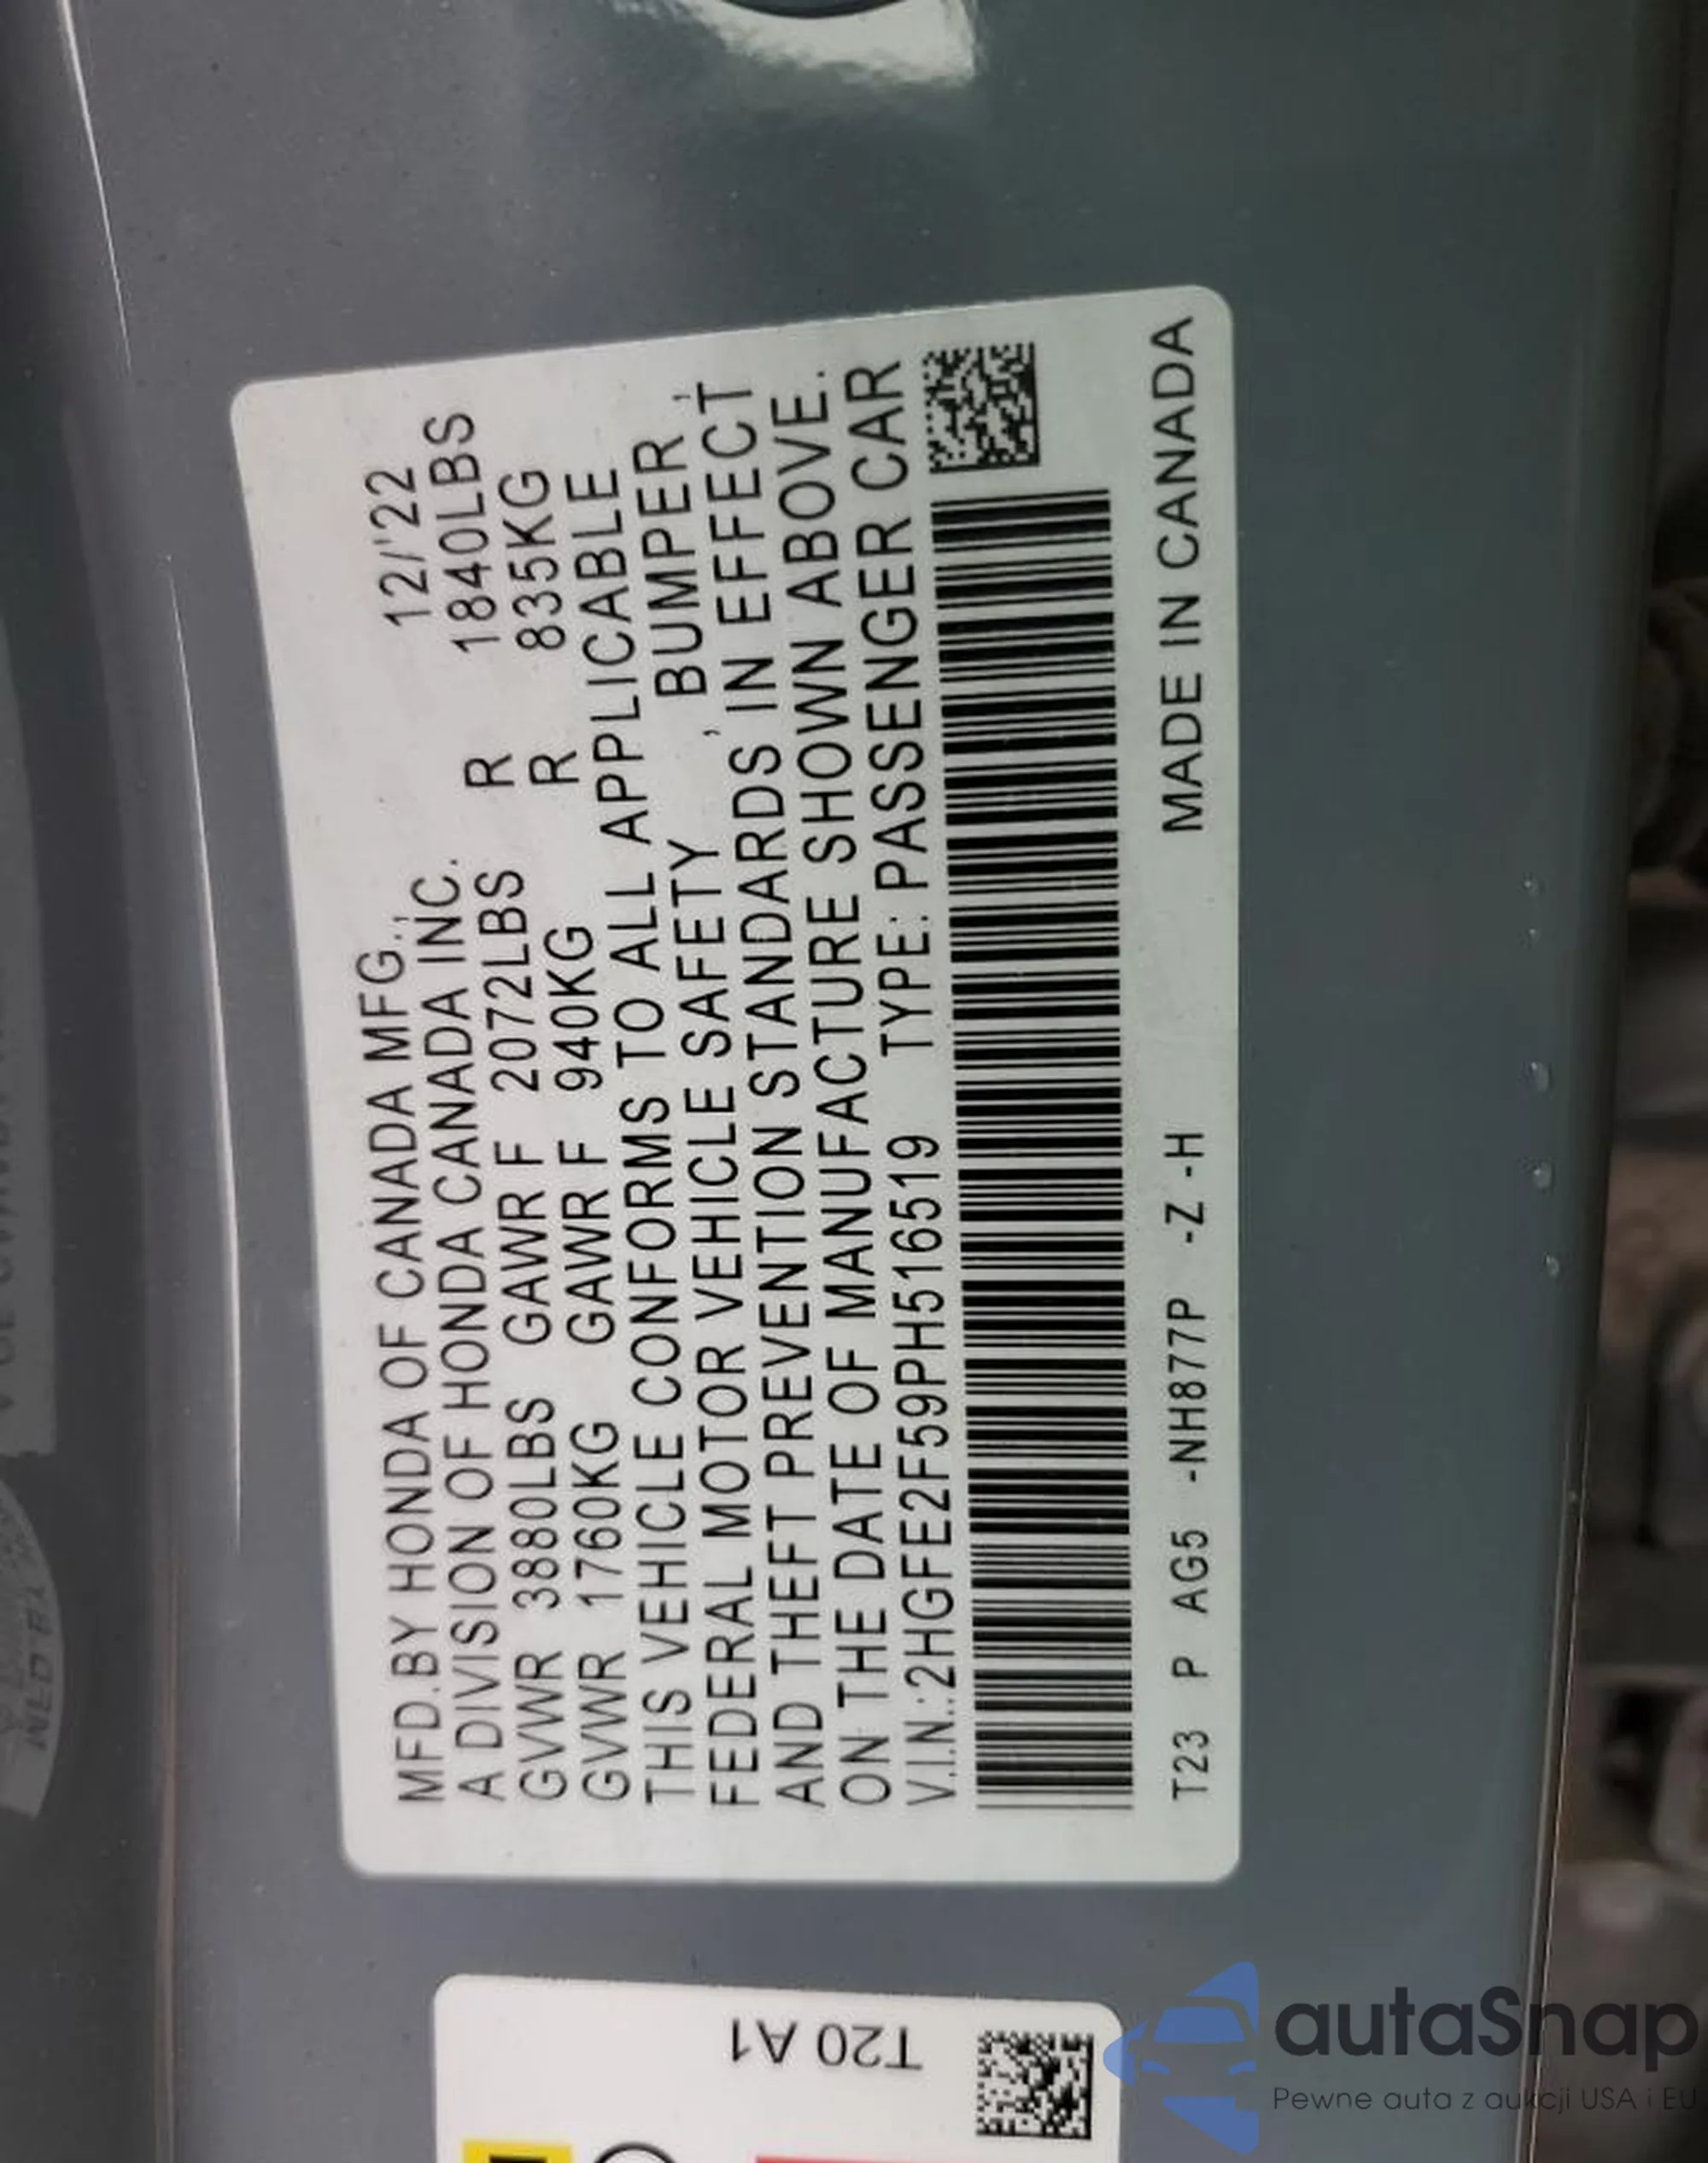 MFD.BY HONDA OF CANADA MFG., 12/'22
A DIVISION OF HONDA CANADA INC.
GVWR 3880LBS GAWR F 2072LBS R 1840LBS
GVWR 1760KG GAWR F 940KG R 835KG
THIS VEHICLE CONFORMS TO ALL APPLICABLE
FEDERAL MOTOR VEHICLE SAFETY , BUMPER ,
AND THEFT PREVENTION STANDARDS IN EFFECT
ON THE DATE OF MANUFACTURE SHOWN ABOVE.
V.I.N.:2HGFE2F59PH516519 TYPE: PASSENGER CAR
T23 P AG5 -NH877P -Z -H MADE IN CANADA
T20 A1
autaSnap
Pewne auta z aukcji USA i EU